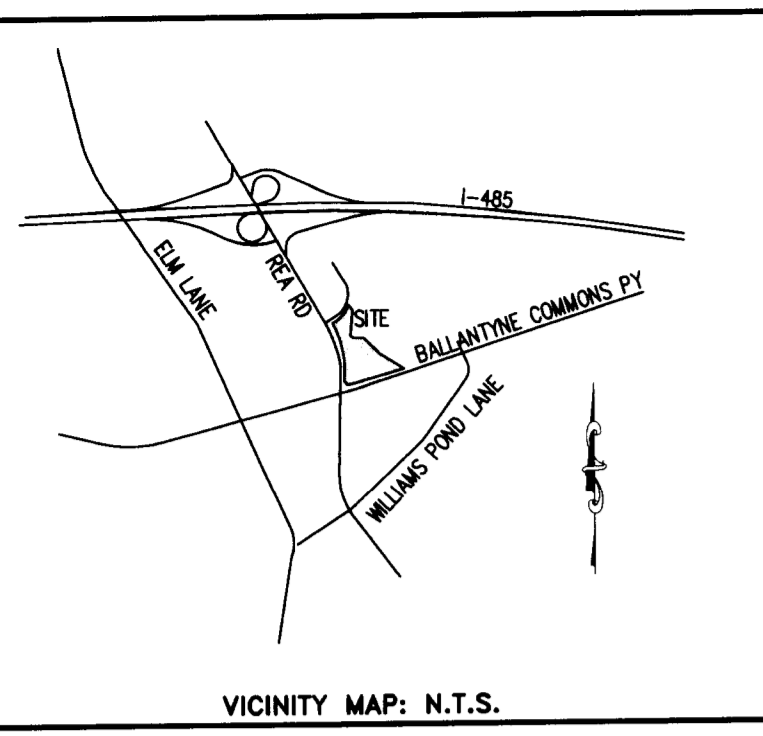 I-485
ELM LANE
REA RD
SITE
BALLANTYNE COMMONS PY
WILLIAMS POND LANE
VICINITY MAP: N.T.S.